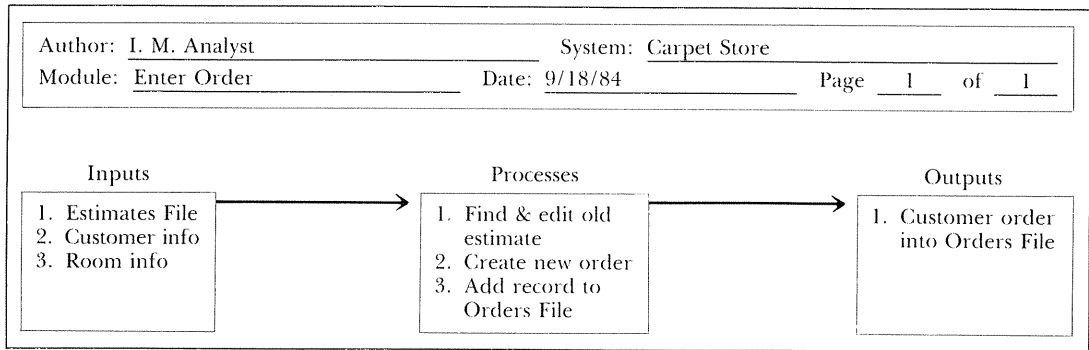 Author: I. M. Analyst System: Carpet Store
Module: Enter Order Date: 9/18/84 Page 1 of 1
Inputs Processes Outputs
1. Estimates File
2. Customer info
3. Room info
1. Find & edit old
estimate
2. Create new order
3. Add record to
Orders File
1. Customer order
into Orders File